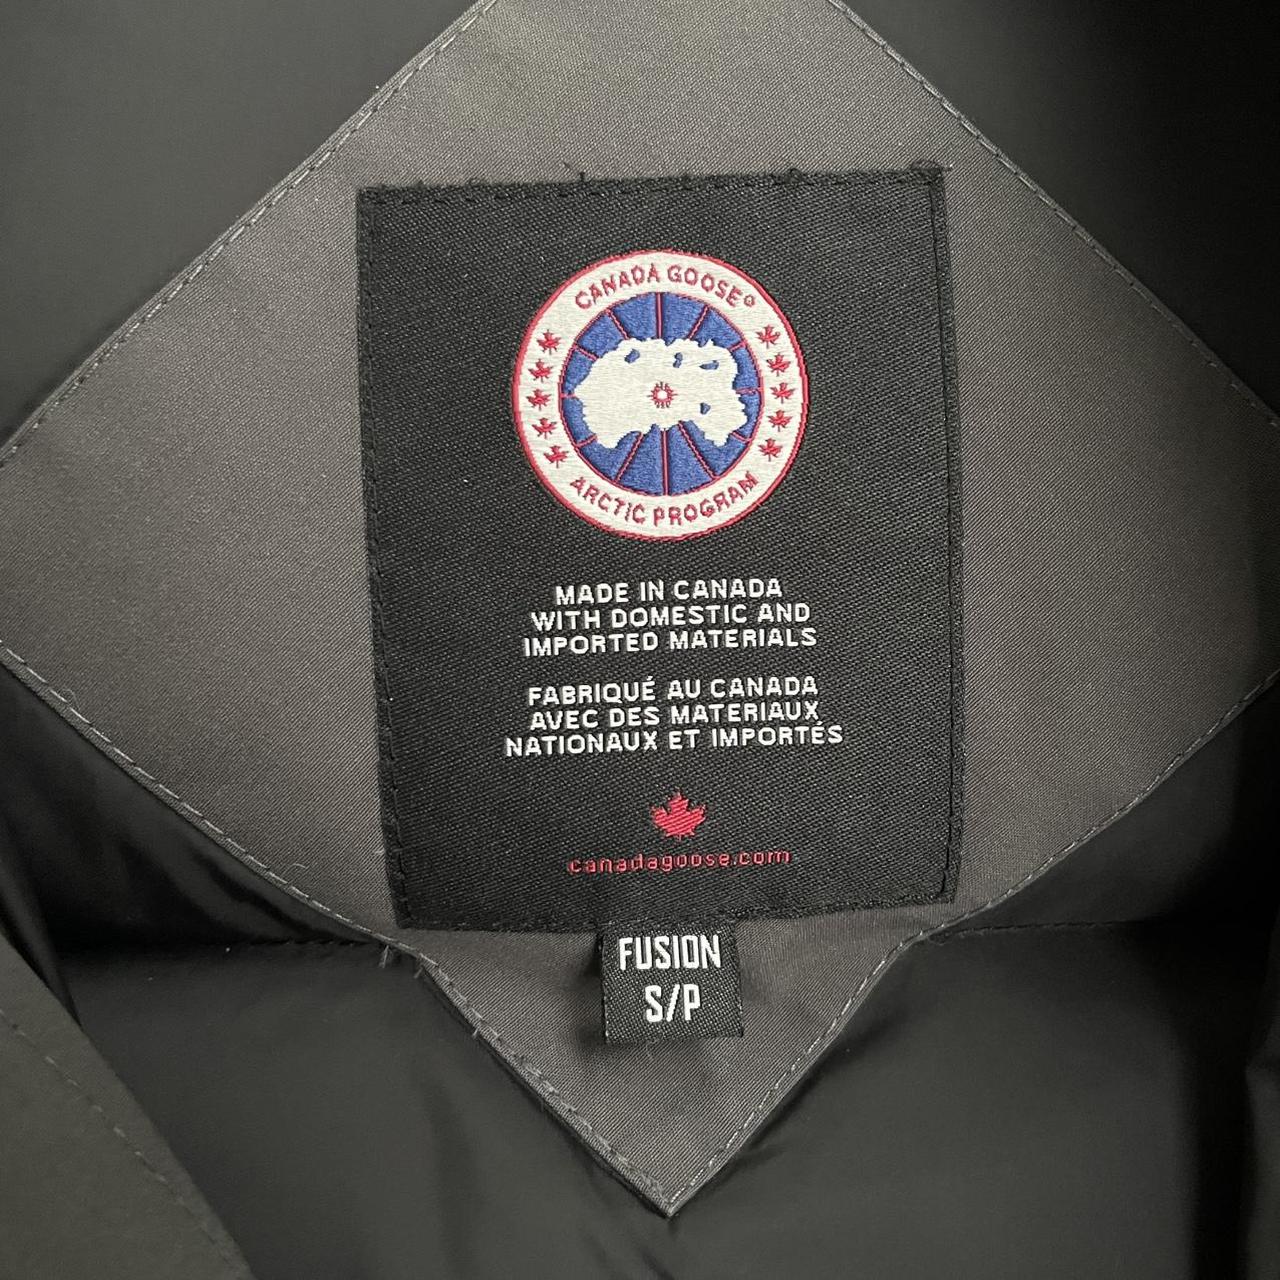 CANADA GOOSE®
ARCTIC PROGRAM
MADE IN CANADA
WITH DOMESTIC AND
IMPORTED MATERIALS
FABRIQUÉ AU CANADA
AVEC DES MATERIAUX
NATIONAUX ET IMPORTÉS
canadagoose.com
FUSION
S/P